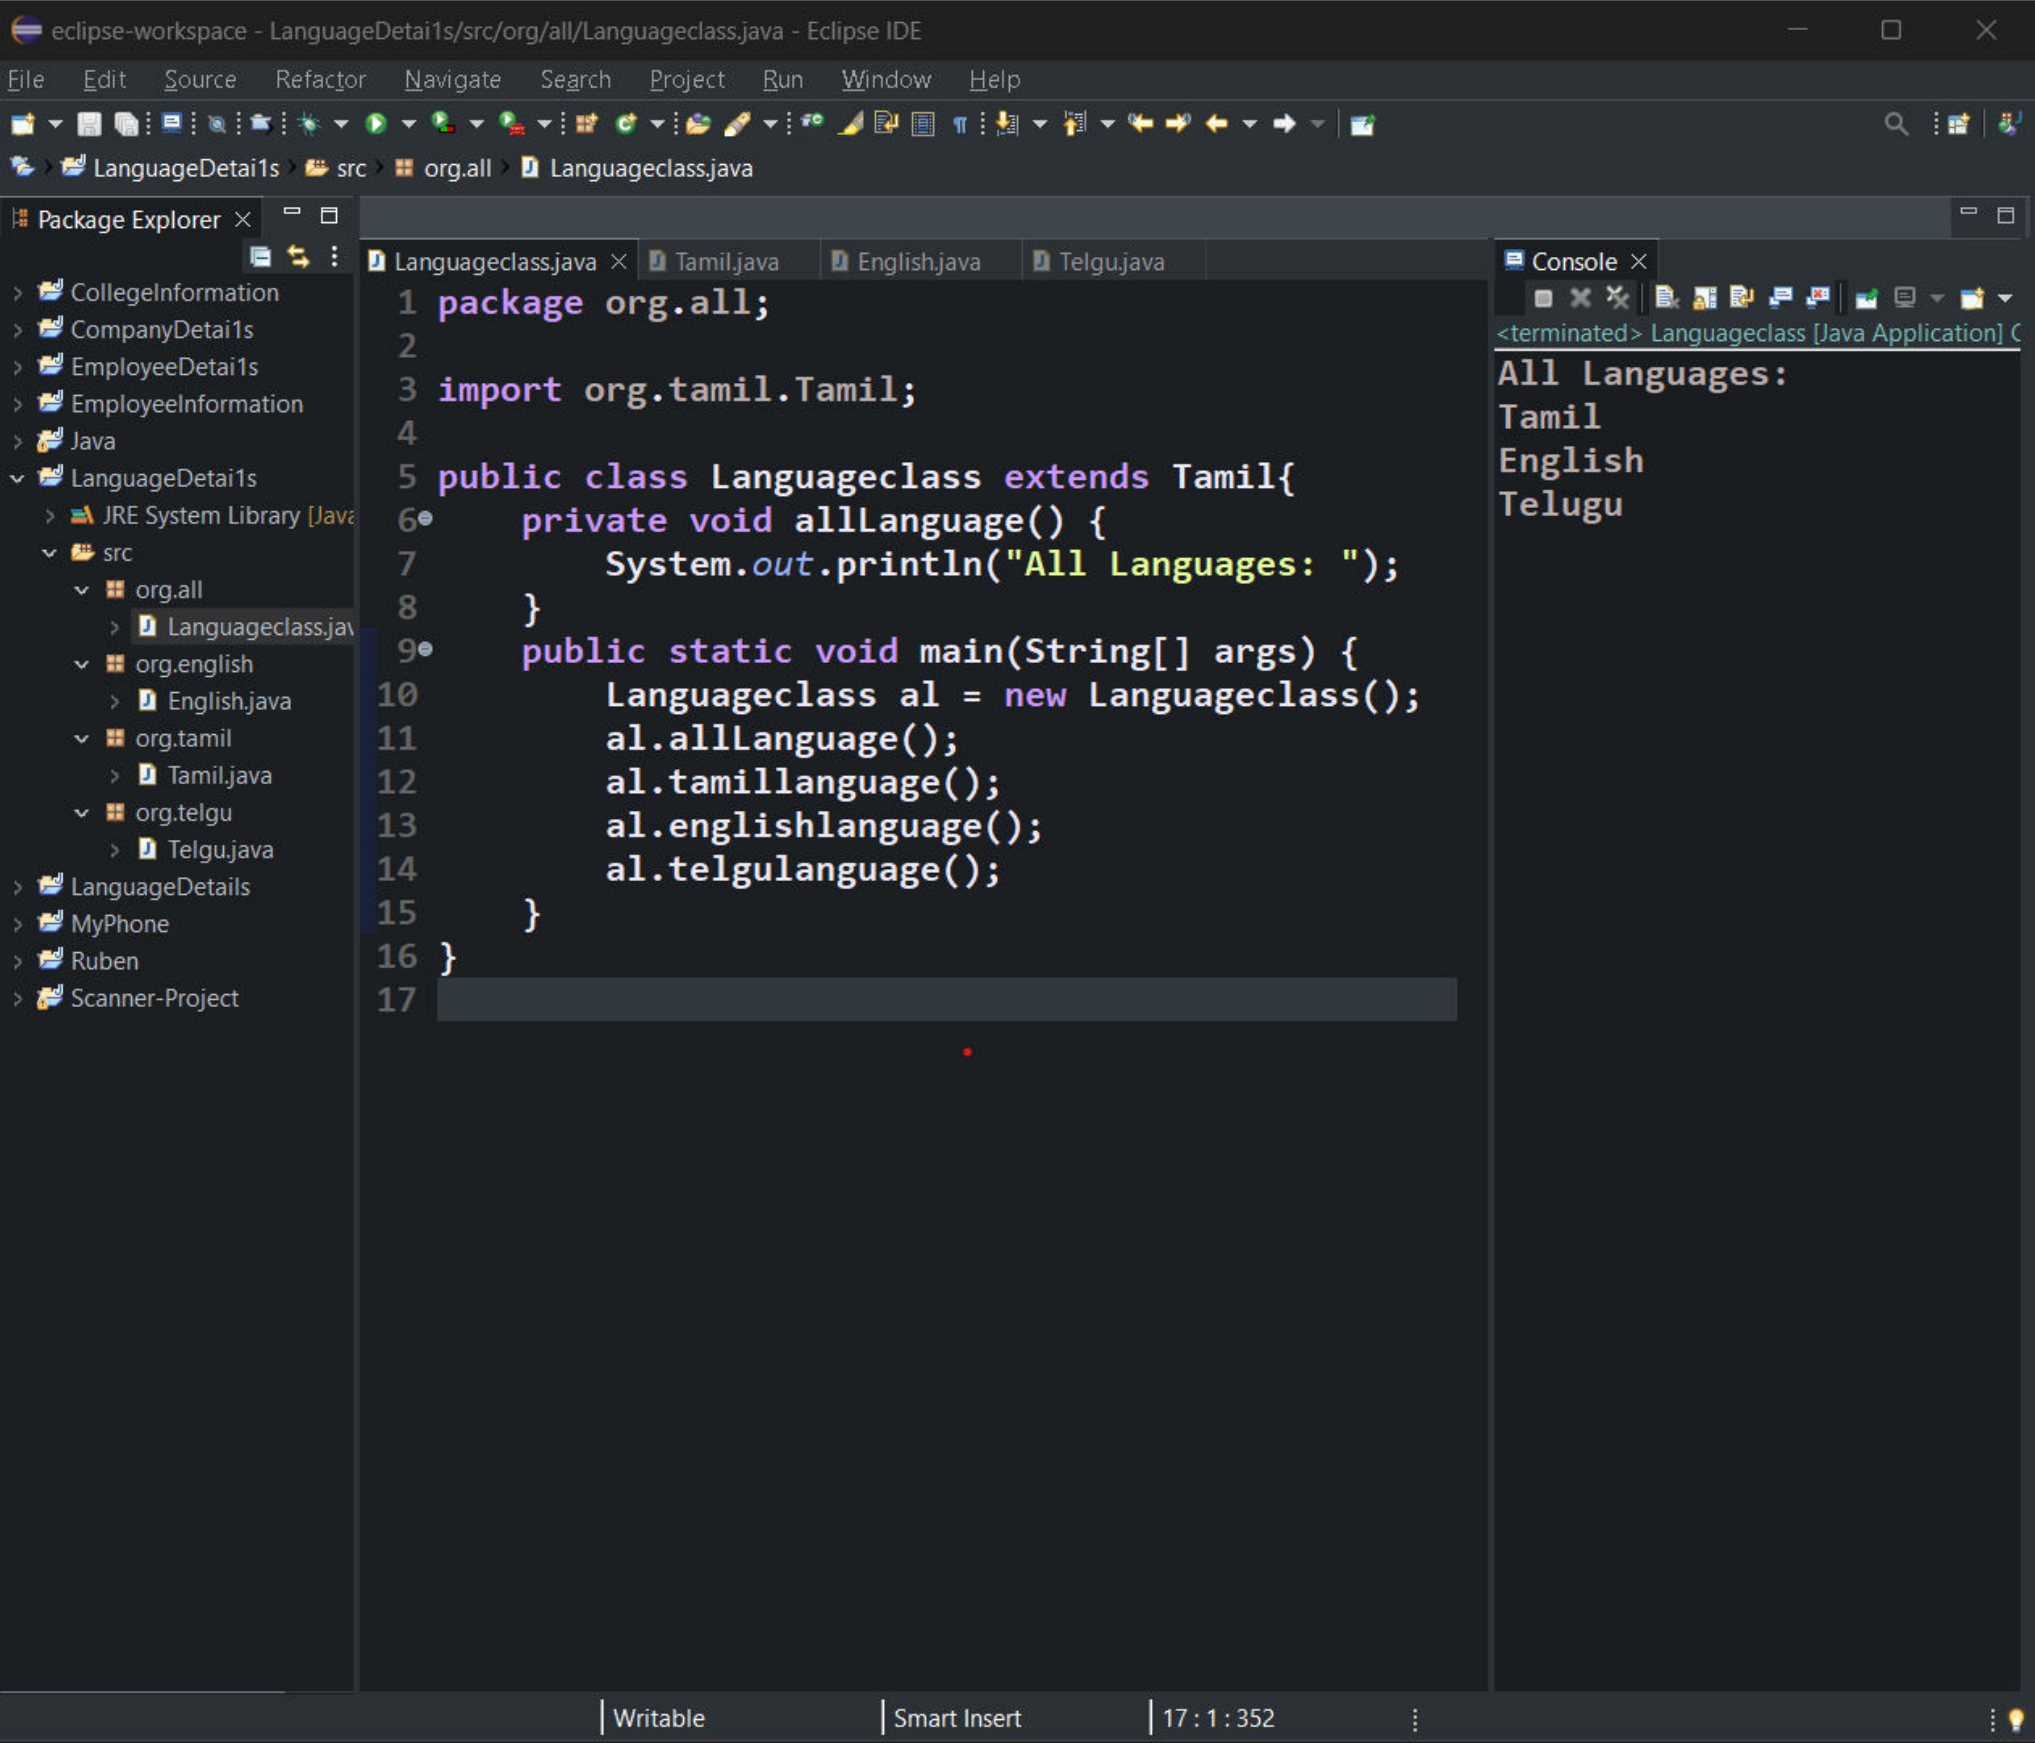 eclipse-workspace - LanguageDetai1s/src/org/all/Languageclass.java - Eclipse IDE
File Edit Source Refactor Navigate Search Project Run Window Help
LanguageDetai1s src org.all Languageclass.java
Package Explorer
CollegeInformation
CompanyDetai1s
EmployeeDetai1s
EmployeeInformation
Java
LanguageDetai1s
JRE System Library [Java
src
org.all
Languageclass.jav
org.english
English.java
org.tamil
Tamil.java
org.telgu
Telgu.java
LanguageDetails
MyPhone
Ruben
Scanner-Project
Languageclass.java Tamil.java English.java Telgu.java
1 package org.all;
2
3 import org.tamil.Tamil;
4
5 public class Languageclass extends Tamil{
6 private void allLanguage() {
7 System.out.println("All Languages: ");
8 }
9 public static void main(String[] args) {
10 Languageclass al = new Languageclass();
11 al.allLanguage();
12 al.tamillanguage();
13 al.englishlanguage();
14 al.telgulanguage();
15 }
16 }
17
Console
<terminated> Languageclass [Java Application] C
All Languages:
Tamil
English
Telugu
Writable Smart Insert 17 : 1 : 352